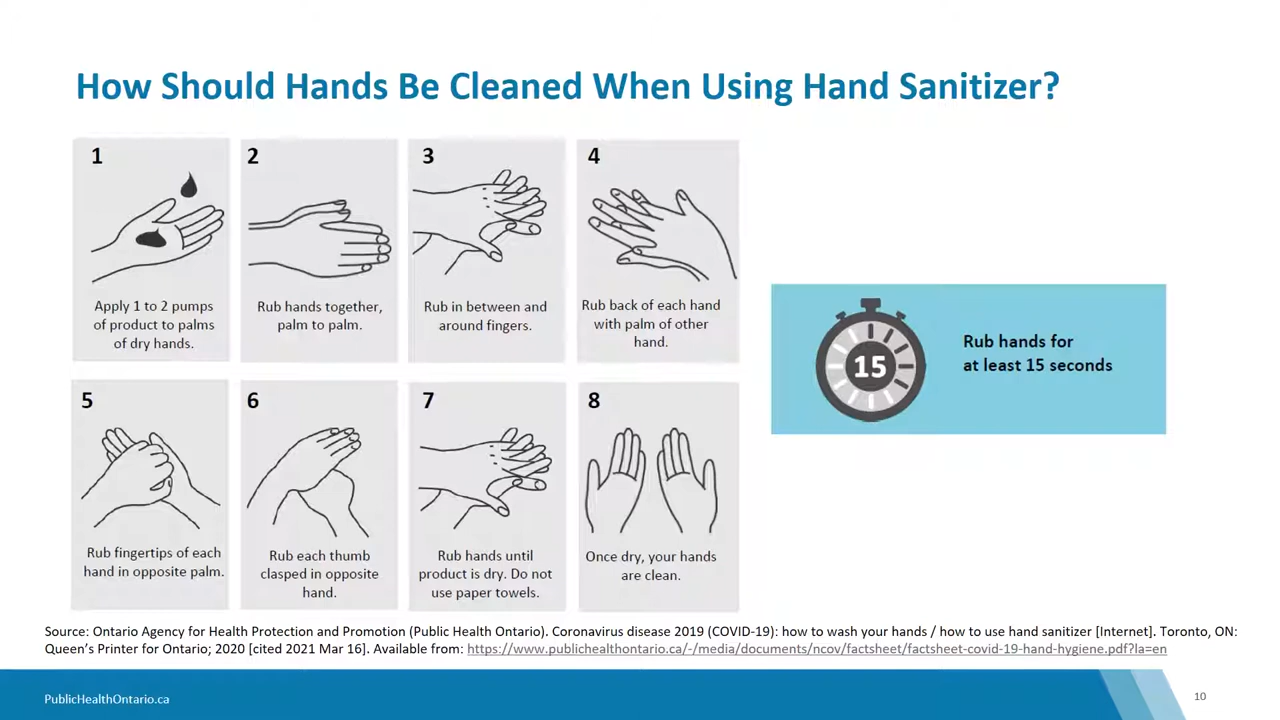 How Should Hands Be Cleaned When Using Hand Sanitizer?
1
Apply 1 to 2 pumps
of product to palms
of dry hands.
2
Rub hands together,
palm to palm.
3
Rub in between and
around fingers.
4
Rub back of each hand
with palm of other
hand.
5
Rub fingertips of each
hand in opposite palm.
6
Rub each thumb
clasped in opposite
hand.
7
Rub hands until
product is dry. Do not
use paper towels.
8
Once dry, your hands
are clean.
15
Rub hands for
at least 15 seconds
Source: Ontario Agency for Health Protection and Promotion (Public Health Ontario). Coronavirus disease 2019 (COVID-19): how to wash your hands / how to use hand sanitizer [Internet]. Toronto, ON:
Queen’s Printer for Ontario; 2020 [cited 2021 Mar 16]. Available from: https://www.publichealthontario.ca/-/media/documents/ncov/factsheet/factsheet-covid-19-hand-hygiene.pdf?la=en
PublicHealthOntario.ca
10